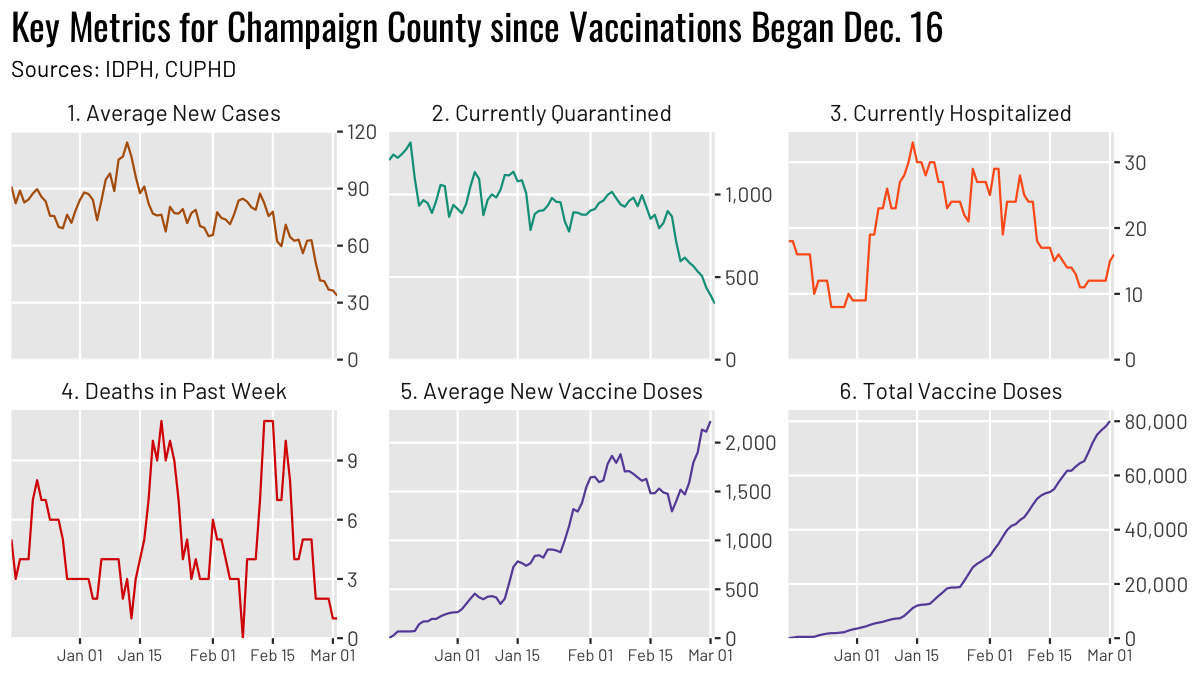 Key Metrics for Champaign County since Vaccinations Began Dec. 16
Sources: IDPH, CUPHD
1. Average New Cases
2. Currently Quarantined
3. Currently Hospitalized
120
90
60
30
0
1,000
500
0
30
20
10
0
4. Deaths in Past Week
5. Average New Vaccine Doses
6. Total Vaccine Doses
9
6
3
0
2,000
1,500
1,000
500
0
80,000
60,000
40,000
20,000
0
Jan 01 Jan 15 Feb 01 Feb 15 Mar 01
Jan 01 Jan 15 Feb 01 Feb 15 Mar 01
Jan 01 Jan 15 Feb 01 Feb 15 Mar 01